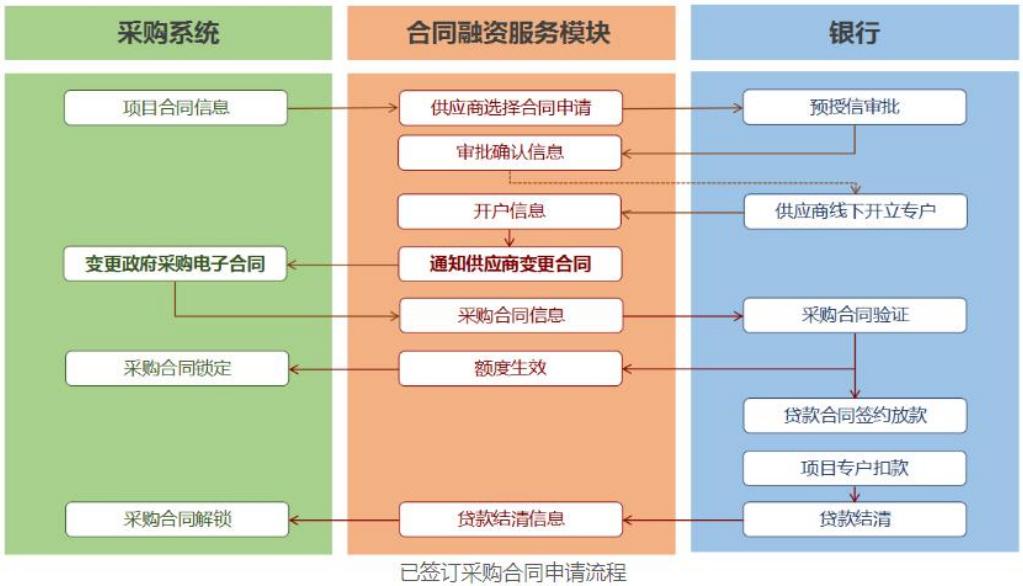 采购系统
合同融资服务模块
银行
项目合同信息
供应商选择合同申请
预授信审批
审批确认信息
开户信息
供应商线下开立专户
变更政府采购电子合同
通知供应商变更合同
采购合同信息
采购合同验证
采购合同锁定
额度生效
贷款合同签约放款
项目专户扣款
采购合同解锁
贷款结清信息
贷款结清
已签订采购合同申请流程